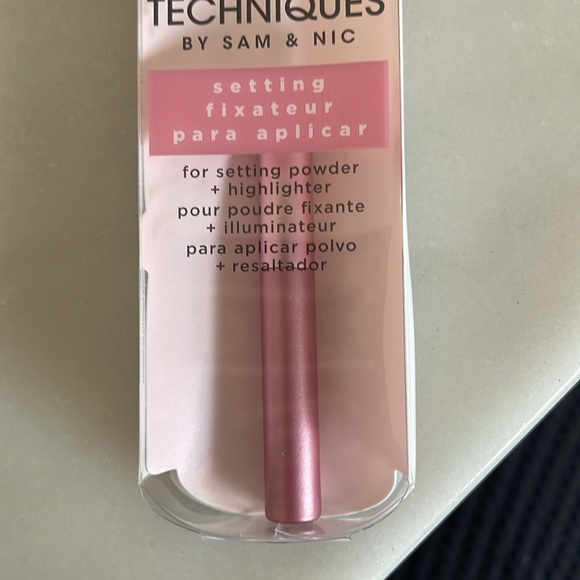 TECHNIQUES
BY SAM & NIC
setting
fixateur
para aplicar
for setting powder
+ highlighter
pour poudre fixante
+ illuminateur
para aplicar polvo
+ resaltador